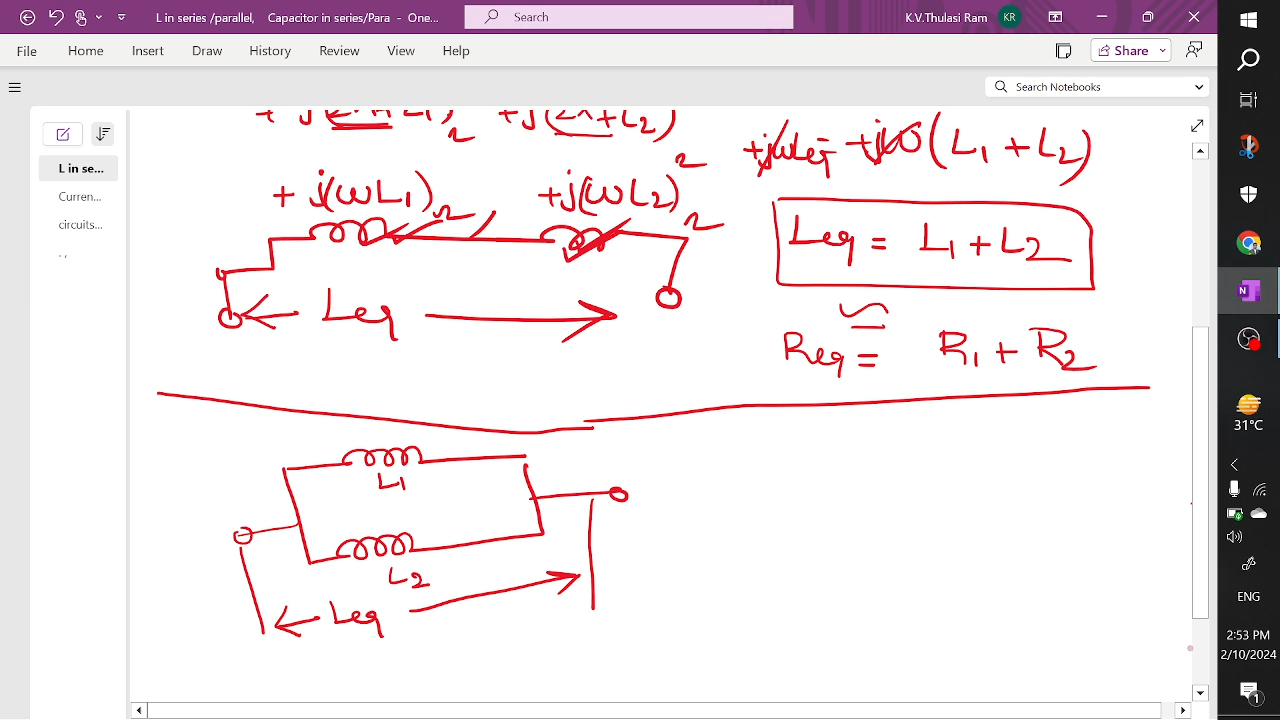 L in series /parallel, Capacitor in series/Para - One...
Search
K.V.Thulasi Ram
KR
File Home Insert Draw History Review View Help
Share
Search Notebooks
L in se...
Curren...
circuits...
+ j(ωL1)Ω +j(ωL2)Ω
+jωLeq = +jω(L1 + L2)
Leq = L1 + L2
Leq
Req = R1 + R2
L1
L2
Leq
31°C
ENG
2:53 PM
2/10/2024
1